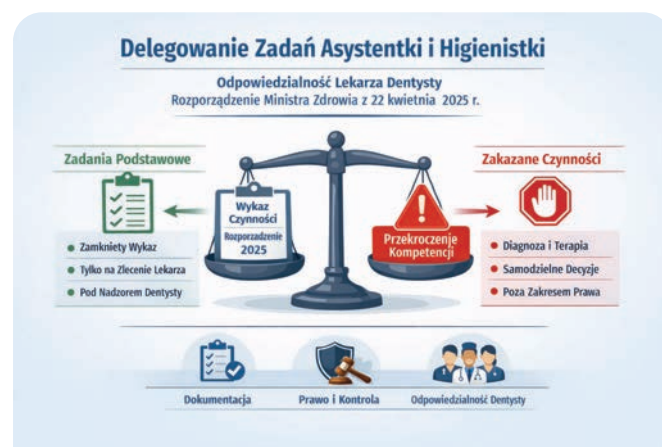 Delegowanie Zadań Asystentki i Higienistki
Odpowiedzialność Lekarza Dentysty
Rozporządzenie Ministra Zdrowia z 22 kwietnia 2025 r.
Zadania Podstawowe
Zamkniety Wykaz
Tylko na Zlecenie Lekarza
Pod Nadzorem Dentysty
Wykaz
Czynności
Rozporzadzenie
2025
Przekroczenie
Kompetencji
Zakazane Czynności
Diagnoza i Terapia
Samodzielne Decyzje
Poza Zakresem Prawa
Dokumentacja
Prawo i Kontrola
Odpowiedzialność Dentysty